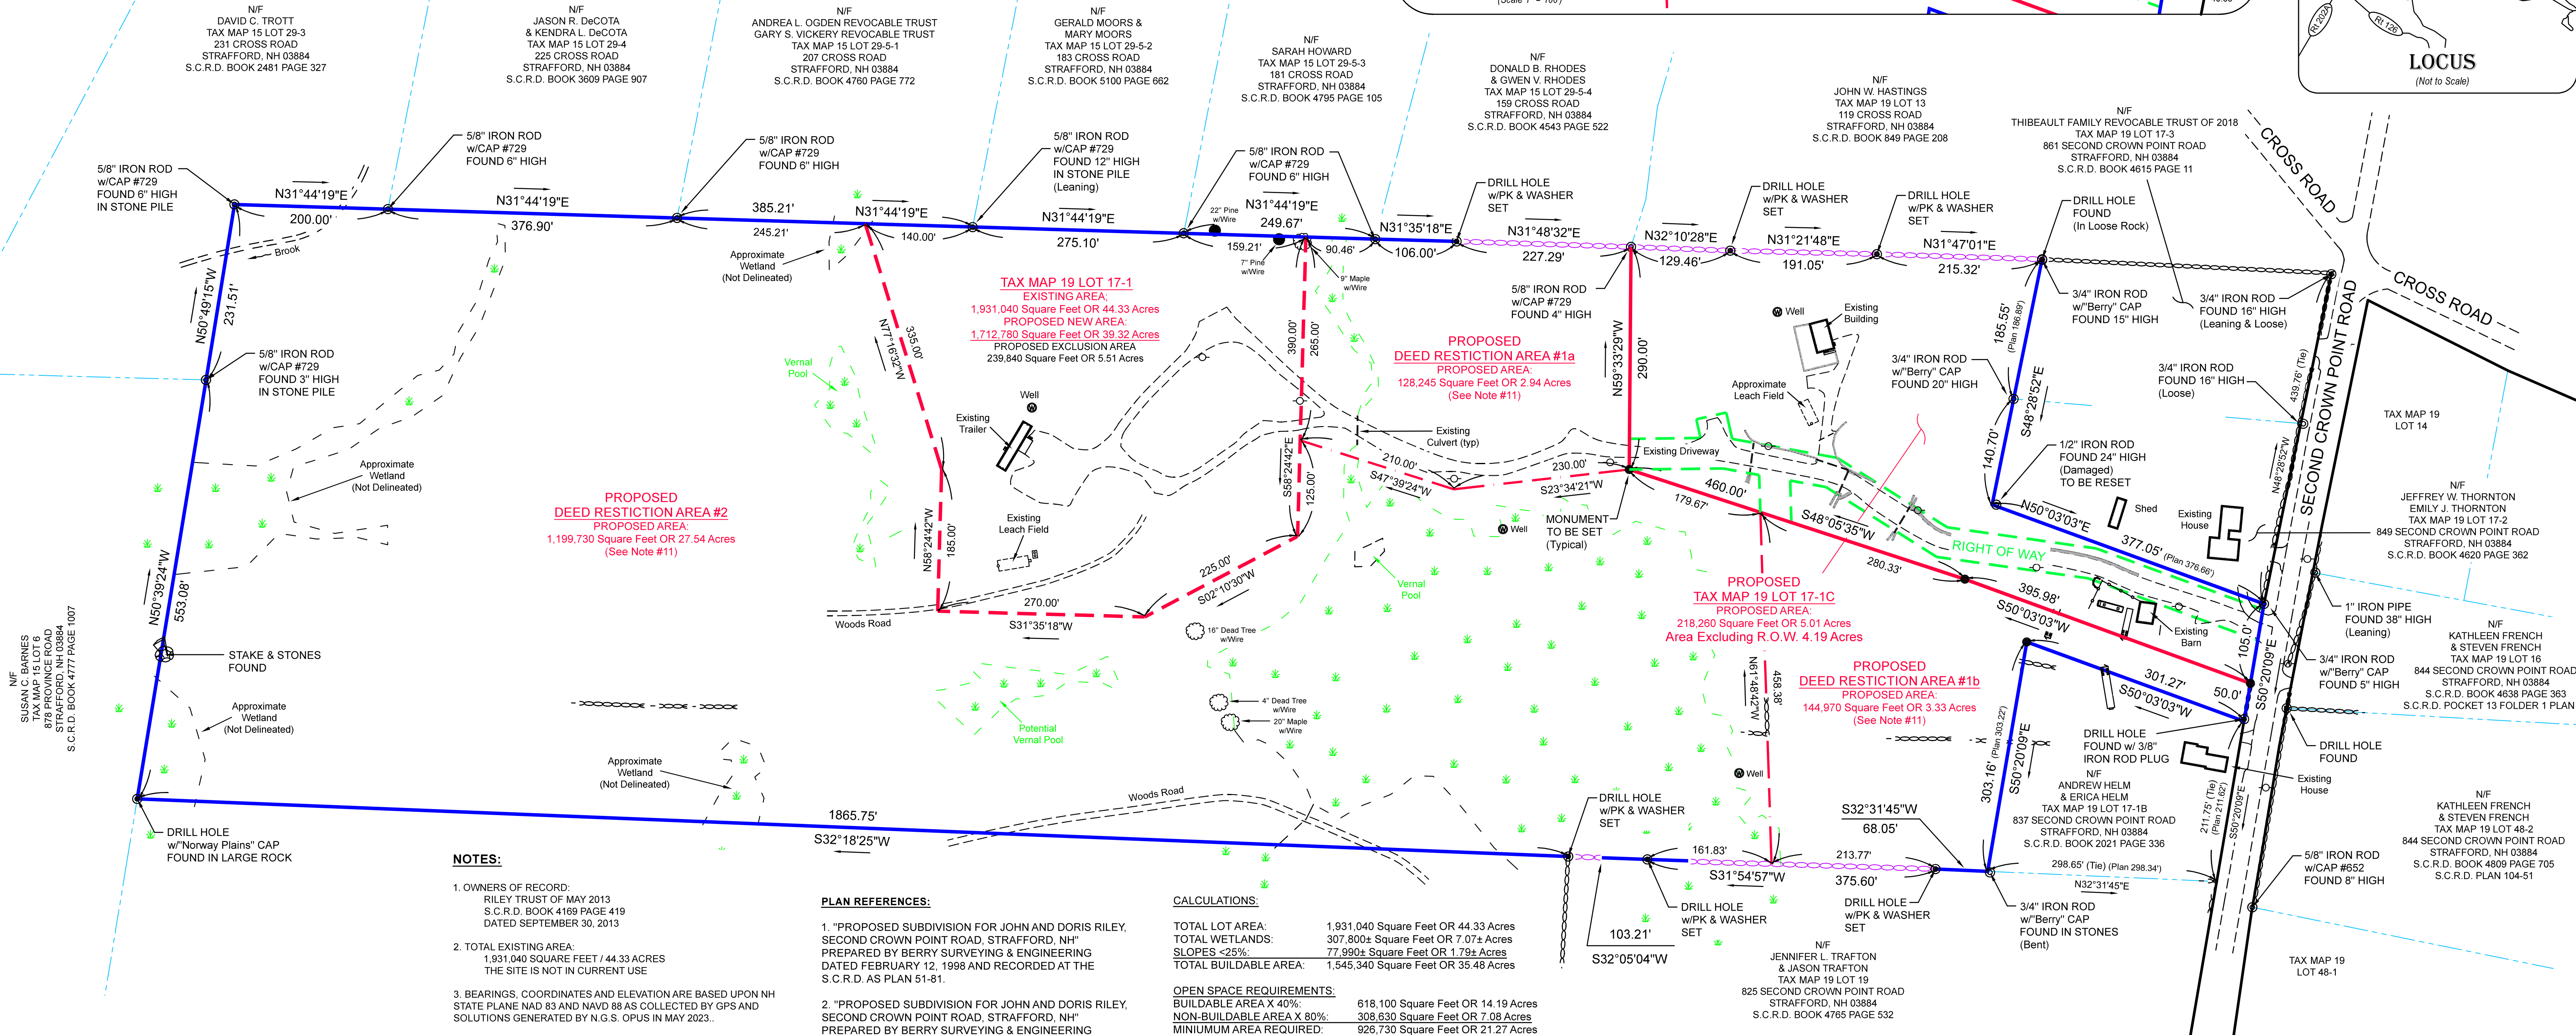 N/F
DAVID C. TROTT
TAX MAP 15 LOT 29-3
231 CROSS ROAD
STRAFFORD, NH 03884
S.C.R.D. BOOK 2481 PAGE 327
N/F
JASON R. DeCOTA
& KENDRA L. DeCOTA
TAX MAP 15 LOT 29-4
225 CROSS ROAD
STRAFFORD, NH 03884
S.C.R.D. BOOK 3609 PAGE 907
N/F
ANDREA L. OGDEN REVOCABLE TRUST
GARY S. VICKERY REVOCABLE TRUST
TAX MAP 15 LOT 29-5-1
207 CROSS ROAD
STRAFFORD, NH 03884
S.C.R.D. BOOK 4760 PAGE 772
N/F
GERALD MOORS &
MARY MOORS
TAX MAP 15 LOT 29-5-2
183 CROSS ROAD
STRAFFORD, NH 03884
S.C.R.D. BOOK 5100 PAGE 662
N/F
SARAH HOWARD
TAX MAP 15 LOT 29-5-3
181 CROSS ROAD
STRAFFORD, NH 03884
S.C.R.D. BOOK 4795 PAGE 105
N/F
DONALD B. RHODES
& GWEN V. RHODES
TAX MAP 15 LOT 29-5-4
159 CROSS ROAD
STRAFFORD, NH 03884
S.C.R.D. BOOK 4543 PAGE 522
N/F
JOHN W. HASTINGS
TAX MAP 19 LOT 13
119 CROSS ROAD
STRAFFORD, NH 03884
S.C.R.D. BOOK 849 PAGE 208
N/F
THIBEAULT FAMILY REVOCABLE TRUST OF 2018
TAX MAP 19 LOT 17-3
861 SECOND CROWN POINT ROAD
STRAFFORD, NH 03884
S.C.R.D. BOOK 4615 PAGE 11
(Scale 1" = 100')
Rt 202A
Rt 126
LOCUS
(Not to Scale)
CROSS ROAD
CROSS ROAD
SECOND CROWN POINT ROAD
5/8" IRON ROD
w/CAP #729
FOUND 6" HIGH
IN STONE PILE
5/8" IRON ROD
w/CAP #729
FOUND 6" HIGH
5/8" IRON ROD
w/CAP #729
FOUND 6" HIGH
5/8" IRON ROD
w/CAP #729
FOUND 12" HIGH
IN STONE PILE
(Leaning)
5/8" IRON ROD
w/CAP #729
FOUND 6" HIGH
DRILL HOLE
w/PK & WASHER
SET
DRILL HOLE
w/PK & WASHER
SET
DRILL HOLE
w/PK & WASHER
SET
DRILL HOLE
FOUND
(In Loose Rock)
N31°44'19"E
200.00'
N31°44'19"E
376.90'
385.21'
N31°44'19"E
245.21'
140.00'
N31°44'19"E
275.10'
22" Pine
w/Wire
N31°44'19"E
249.67'
159.21'
90.46'
7" Pine
w/Wire
9" Maple
w/Wire
N31°35'18"E
106.00'
N31°48'32"E
227.29'
N32°10'28"E
129.46'
N31°21'48"E
191.05'
N31°47'01"E
215.32'
Brook
N50°49'15"W
231.51'
5/8" IRON ROD
w/CAP #729
FOUND 3" HIGH
IN STONE PILE
Approximate
Wetland
(Not Delineated)
Approximate
Wetland
(Not Delineated)
N50°39'24"W
553.08'
STAKE & STONES
FOUND
Approximate
Wetland
(Not Delineated)
Approximate
Wetland
(Not Delineated)
N/F
SUSAN C. BARNES
TAX MAP 15 LOT 6
878 PROVINCE ROAD
STRAFFORD, NH 03884
S.C.R.D. BOOK 4777 PAGE 1007
DRILL HOLE
w/"Norway Plains" CAP
FOUND IN LARGE ROCK
TAX MAP 19 LOT 17-1
EXISTING AREA;
1,931,040 Square Feet OR 44.33 Acres
PROPOSED NEW AREA:
1,712,780 Square Feet OR 39.32 Acres
PROPOSED EXCLUSION AREA
239,840 Square Feet OR 5.51 Acres
335.00'
N77°16'32"W
Vernal
Pool
Well
Existing
Trailer
Existing
Leach Field
N58°24'42"W
185.00'
270.00'
S31°35'18"W
225.00'
S02°10'30"W
Woods Road
390.00'
265.00'
S58°24'42"E
125.00'
PROPOSED
DEED RESTICTION AREA #2
PROPOSED AREA:
1,199,730 Square Feet OR 27.54 Acres
(See Note #11)
PROPOSED
DEED RESTICTION AREA #1a
PROPOSED AREA:
128,245 Square Feet OR 2.94 Acres
(See Note #11)
5/8" IRON ROD
w/CAP #729
FOUND 4" HIGH
N59°33'29"W
290.00'
Existing
Culvert (typ)
210.00'
S47°39'24"W
230.00'
S23°34'21"W
Well
MONUMENT
TO BE SET
(Typical)
Existing Driveway
Well
Existing
Building
Approximate
Leach Field
460.00'
179.67'
S48°05'35"W
280.33'
RIGHT OF WAY
PROPOSED
TAX MAP 19 LOT 17-1C
PROPOSED AREA:
218,260 Square Feet OR 5.01 Acres
Area Excluding R.O.W. 4.19 Acres
N61°48'42"W
458.38'
PROPOSED
DEED RESTICTION AREA #1b
PROPOSED AREA:
144,970 Square Feet OR 3.33 Acres
(See Note #11)
Vernal
Pool
16" Dead Tree
w/Wire
4" Dead Tree
w/Wire
20" Maple
w/Wire
Potential
Vernal Pool
Well
Woods Road
1865.75'
S32°18'25"W
DRILL HOLE
w/PK & WASHER
SET
103.21'
S32°05'04"W
DRILL HOLE
w/PK & WASHER
SET
161.83'
213.77'
S31°54'57"W
375.60'
DRILL HOLE
w/PK & WASHER
SET
S32°31'45"W
68.05'
3/4" IRON ROD
w/"Berry" CAP
FOUND IN STONES
(Bent)
298.65' (Tie) (Plan 298.34')
N32°31'45"E
3/4" IRON ROD
w/"Berry" CAP
FOUND 15" HIGH
185.55'
(Plan 186.89')
S48°28'52"E
140.70'
3/4" IRON ROD
w/"Berry" CAP
FOUND 20" HIGH
3/4" IRON ROD
FOUND 16" HIGH
(Leaning & Loose)
3/4" IRON ROD
FOUND 16" HIGH
(Loose)
439.76' (Tie)
N48°28'52"W
1/2" IRON ROD
FOUND 24" HIGH
(Damaged)
TO BE RESET
N50°03'03"E
377.05' (Plan 376.66')
Shed
Existing
House
TAX MAP 19
LOT 14
N/F
JEFFREY W. THORNTON
EMILY J. THORNTON
TAX MAP 19 LOT 17-2
849 SECOND CROWN POINT ROAD
STRAFFORD, NH 03884
S.C.R.D. BOOK 4620 PAGE 362
1" IRON PIPE
FOUND 38" HIGH
(Leaning)
3/4" IRON ROD
w/"Berry" CAP
FOUND 5" HIGH
N/F
KATHLEEN FRENCH
& STEVEN FRENCH
TAX MAP 19 LOT 16
844 SECOND CROWN POINT ROAD
STRAFFORD, NH 03884
S.C.R.D. BOOK 4638 PAGE 363
S.C.R.D. POCKET 13 FOLDER 1 PLAN
395.98'
S50°03'03"W
Existing
Barn
105.0'
S50°20'09"E
50.0'
301.27'
S50°03'03"W
303.16' (Plan 303.22')
S50°20'09"E
DRILL HOLE
FOUND w/ 3/8"
IRON ROD PLUG
DRILL HOLE
FOUND
Existing
House
211.75' (Tie)
(Plan 211.62')
S50°20'09"E
N/F
ANDREW HELM
& ERICA HELM
TAX MAP 19 LOT 17-1B
837 SECOND CROWN POINT ROAD
STRAFFORD, NH 03884
S.C.R.D. BOOK 2021 PAGE 336
N/F
KATHLEEN FRENCH
& STEVEN FRENCH
TAX MAP 19 LOT 48-2
844 SECOND CROWN POINT ROAD
STRAFFORD, NH 03884
S.C.R.D. BOOK 4809 PAGE 705
S.C.R.D. PLAN 104-51
5/8" IRON ROD
w/CAP #652
FOUND 8" HIGH
TAX MAP 19
LOT 48-1
N/F
JENNIFER L. TRAFTON
& JASON TRAFTON
TAX MAP 19 LOT 19
825 SECOND CROWN POINT ROAD
STRAFFORD, NH 03884
S.C.R.D. BOOK 4765 PAGE 532
NOTES:
1. OWNERS OF RECORD:
RILEY TRUST OF MAY 2013
S.C.R.D. BOOK 4169 PAGE 419
DATED SEPTEMBER 30, 2013
2. TOTAL EXISTING AREA:
1,931,040 SQUARE FEET / 44.33 ACRES
THE SITE IS NOT IN CURRENT USE
3. BEARINGS, COORDINATES AND ELEVATION ARE BASED UPON NH
STATE PLANE NAD 83 AND NAVD 88 AS COLLECTED BY GPS AND
SOLUTIONS GENERATED BY N.G.S. OPUS IN MAY 2023..
PLAN REFERENCES:
1. "PROPOSED SUBDIVISION FOR JOHN AND DORIS RILEY,
SECOND CROWN POINT ROAD, STRAFFORD, NH"
PREPARED BY BERRY SURVEYING & ENGINEERING
DATED FEBRUARY 12, 1998 AND RECORDED AT THE
S.C.R.D. AS PLAN 51-81.
2. "PROPOSED SUBDIVISION FOR JOHN AND DORIS RILEY,
SECOND CROWN POINT ROAD, STRAFFORD, NH"
PREPARED BY BERRY SURVEYING & ENGINEERING
CALCULATIONS:
TOTAL LOT AREA: 1,931,040 Square Feet OR 44.33 Acres
TOTAL WETLANDS: 307,800± Square Feet OR 7.07± Acres
SLOPES <25%: 77,990± Square Feet OR 1.79± Acres
TOTAL BUILDABLE AREA: 1,545,340 Square Feet OR 35.48 Acres
OPEN SPACE REQUIREMENTS:
BUILDABLE AREA X 40%: 618,100 Square Feet OR 14.19 Acres
NON-BUILDABLE AREA X 80%: 308,630 Square Feet OR 7.08 Acres
MINIUMUM AREA REQUIRED: 926,730 Square Feet OR 21.27 Acres